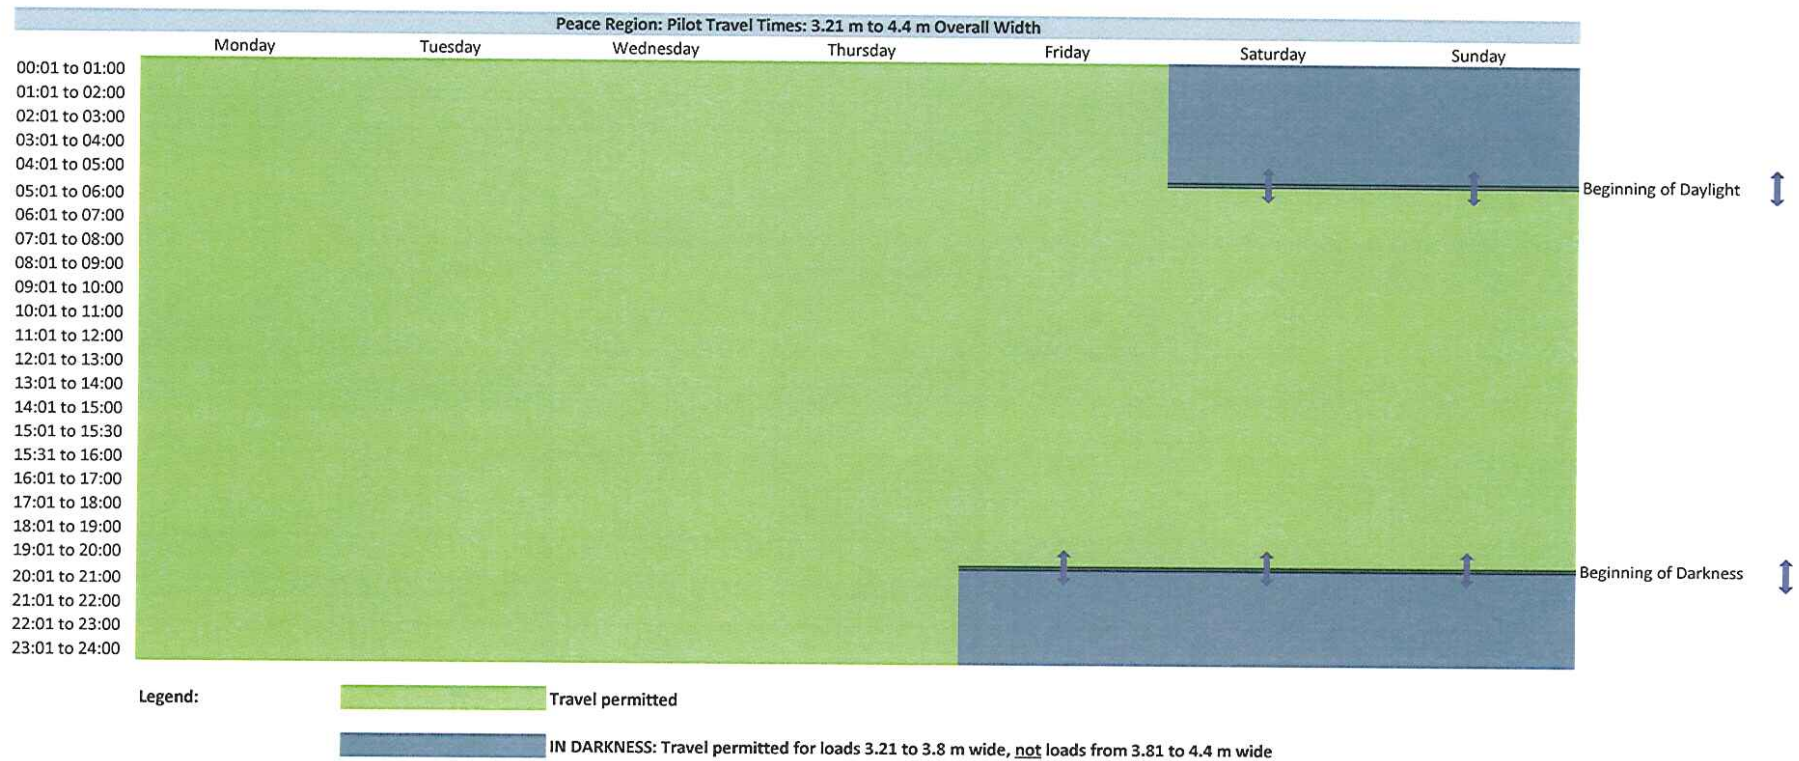 Peace Region: Pilot Travel Times: 3.21 m to 4.4 m Overall Width
Monday Tuesday Wednesday Thursday Friday Saturday Sunday
00:01 to 01:00
01:01 to 02:00
02:01 to 03:00
03:01 to 04:00
04:01 to 05:00
05:01 to 06:00 Beginning of Daylight
06:01 to 07:00
07:01 to 08:00
08:01 to 09:00
09:01 to 10:00
10:01 to 11:00
11:01 to 12:00
12:01 to 13:00
13:01 to 14:00
14:01 to 15:00
15:01 to 15:30
15:31 to 16:00
16:01 to 17:00
17:01 to 18:00
18:01 to 19:00
19:01 to 20:00
20:01 to 21:00 Beginning of Darkness
21:01 to 22:00
22:01 to 23:00
23:01 to 24:00
Legend: Travel permitted
IN DARKNESS: Travel permitted for loads 3.21 to 3.8 m wide, not loads from 3.81 to 4.4 m wide